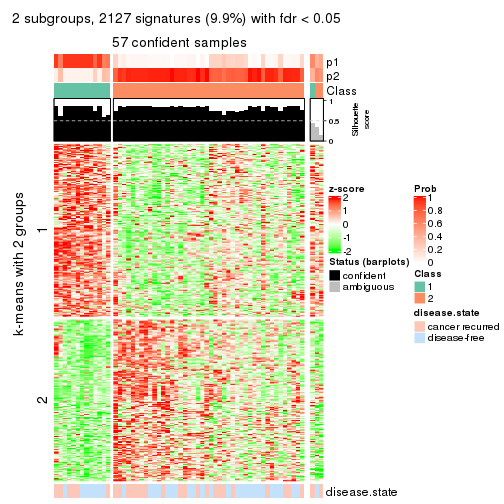 2 subgroups, 2127 signatures (9.9%) with fdr < 0.05
57 confident samples
p1
p2
Class
1
0.5
0
Silhouette
score
k-means with 2 groups
1
2
z-score
2
1
0
-1
-2
Status (barplots)
confident
ambiguous
Prob
1
0.8
0.6
0.4
0.2
0
Class
1
2
disease.state
cancer recurred
disease-free
disease.state